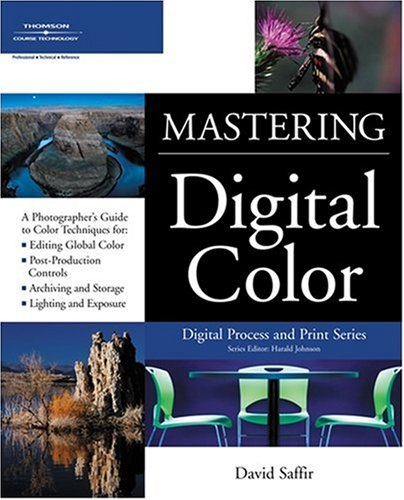 THOMSON
COURSE TECHNOLOGY
Professional ■ Technical ■ Reference
MASTERING
Digital
Color
A Photographer's Guide
to Color Techniques for:
■ Editing Global Color
■ Post-Production
Controls
■ Archiving and Storage
■ Lighting and Exposure
Digital Process and Print Series
Series Editor: Harald Johnson
David Saffir